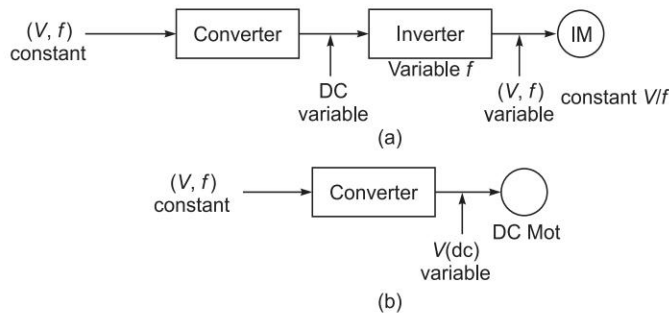 (V, f)
constant
Converter
Inverter
IM
Variable f
DC
variable
(V, f)
variable
constant V/f
(a)
(V, f)
constant
Converter
DC Mot
V(dc)
variable
(b)